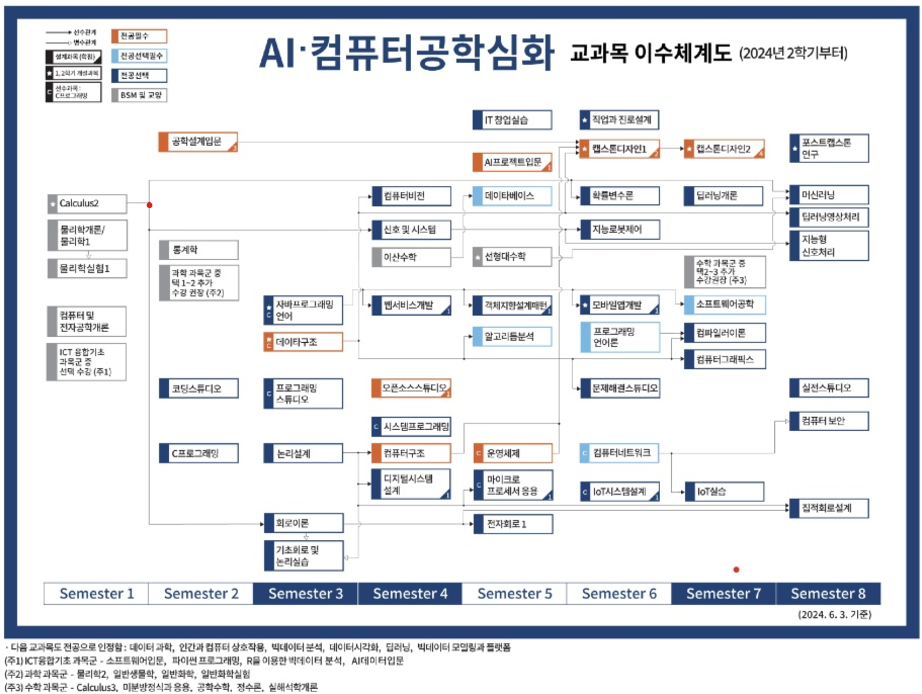 AI·컴퓨터공학심화 교과목 이수체계도 (2024년 2학기부터)
선수관계
병수관계
설계과목 (학점)
★ 1, 2학기 개설과목
C 선수과목 :
C프로그래밍
전공필수
전공선택필수
전공선택
BSM 및 교양
★ Calculus2
물리학개론/
물리학1
물리학실험1
컴퓨터 및
전자공학개론
ICT 융합기초
과목군 중
선택 수강 (주1)
공학설계입문
통계학
과학 과목군 중
택 1~2 추가
수강 권장 (주2)
코딩스튜디오
C프로그래밍
★ C 자바프로그래밍
언어
★ C 데이타구조
C 프로그래밍
스튜디오
논리설계
회로이론
기초회로 및
논리실습
컴퓨터비전
신호 및 시스템
이산수학
웹서비스개발
오픈소스스튜디오
C 시스템프로그래밍
컴퓨터구조
디지털시스템
설계
IT 창업실습
AI프로젝트입문
데이타베이스
★ 선형대수학
객체지향설계패턴
알고리듬분석
C 운영체제
C 마이크로
프로세서 응용
전자회로 1
★ 직업과 진로설계
★ 캡스톤디자인1
확률변수론
지능로봇제어
★ 모바일앱개발
프로그래밍
언어론
문제해결스튜디오
C 컴퓨터네트워크
C IoT시스템설계
★ 캡스톤디자인2
딥러닝개론
수학 과목군 중
택2~3 추가
수강권장 (주3)
소프트웨어공학
컴파일러이론
컴퓨터그래픽스
IoT실습
★ 포스트캡스톤
연구
머신러닝
딥러닝영상처리
지능형
신호처리
실전스튜디오
컴퓨터 보안
집적회로설계
Semester 1 Semester 2 Semester 3 Semester 4 Semester 5 Semester 6 Semester 7 Semester 8
(2024. 6. 3. 기준)
· 다음 교과목도 전공으로 인정함 : 데이터 과학, 인간과 컴퓨터 상호작용, 빅데이터 분석, 데이터시각화, 딥러닝, 빅데이터 모델링과 플랫폼
(주1) ICT융합기초 과목군 - 소프트웨어입문, 파이썬 프로그래밍, R을 이용한 빅데이터 분석, AI데이터입문
(주2) 과학 과목군 - 물리학2, 일반생물학, 일반화학, 일반화학실험
(주3) 수학 과목군 - Calculus3, 미분방정식과 응용, 공학수학, 정수론, 실해석학개론